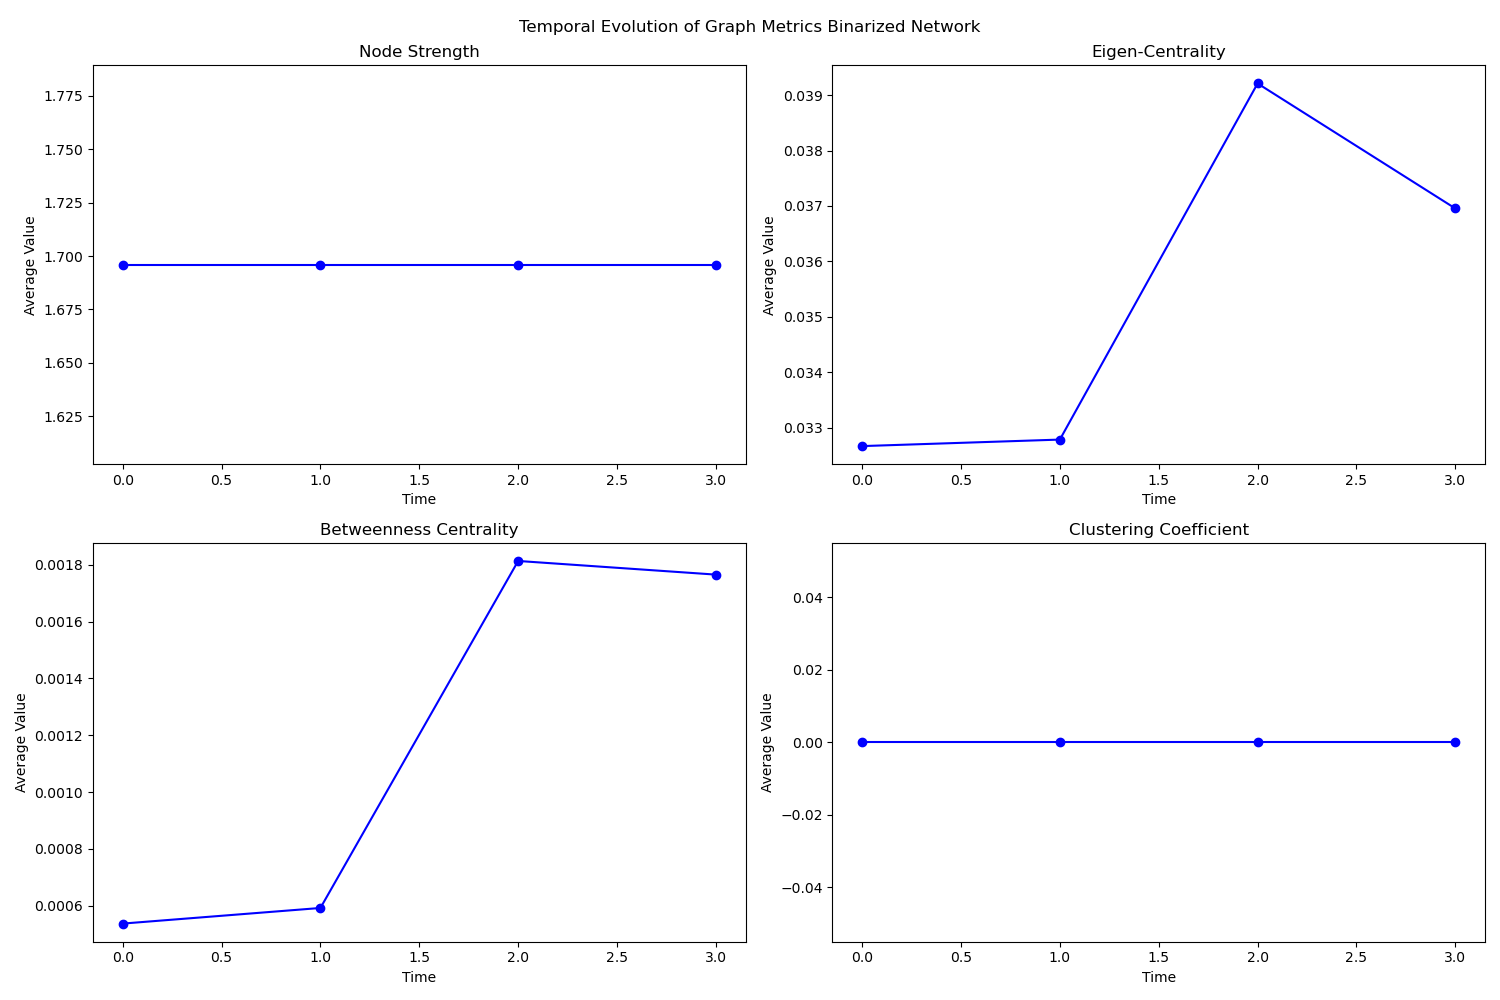 Temporal Evolution of Graph Metrics Binarized Network
Node Strength
1.775
1.750
1.725
1.700
1.675
1.650
1.625
Average Value
0.0 0.5 1.0 1.5 2.0 2.5 3.0
Time
Eigen-Centrality
0.039
0.038
0.037
0.036
0.035
0.034
0.033
Average Value
0.0 0.5 1.0 1.5 2.0 2.5 3.0
Time
Betweenness Centrality
0.0018
0.0016
0.0014
0.0012
0.0010
0.0008
0.0006
Average Value
0.0 0.5 1.0 1.5 2.0 2.5 3.0
Time
Clustering Coefficient
0.04
0.02
0.00
−0.02
−0.04
Average Value
0.0 0.5 1.0 1.5 2.0 2.5 3.0
Time